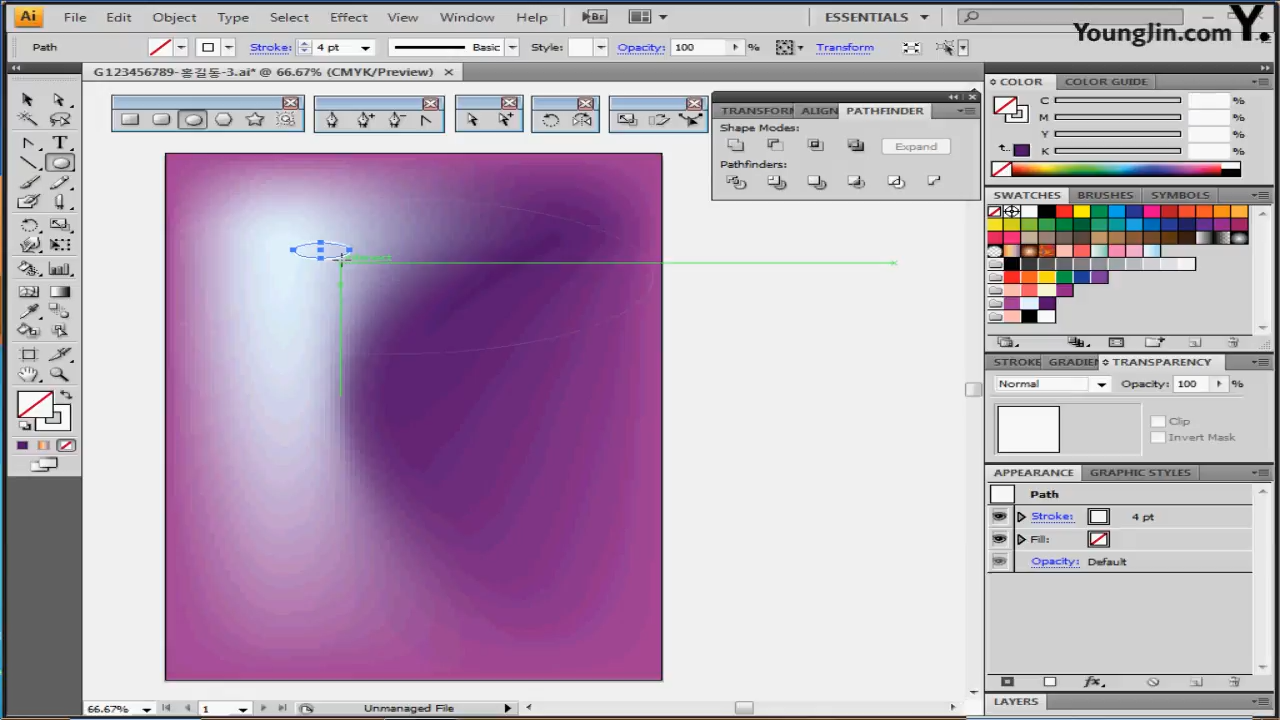 Ai File Edit Object Type Select Effect View Window Help Br ESSENTIALS
YoungJin.com Y.
Path Stroke: 4 pt Basic Style: Opacity: 100 % Transform
G123456789-홍길동-3.ai* @ 66.67% (CMYK/Preview)
COLOR COLOR GUIDE
C %
M %
Y %
K %
TRANSFORM ALIGN PATHFINDER
Shape Modes:
Expand
Pathfinders:
SWATCHES BRUSHES SYMBOLS
STROKE GRADIEN TRANSPARENCY
Normal Opacity: 100 %
Clip
Invert Mask
APPEARANCE GRAPHIC STYLES
Path
Stroke: 4 pt
Fill:
Opacity: Default
fx
LAYERS
66.67% 1 Unmanaged File